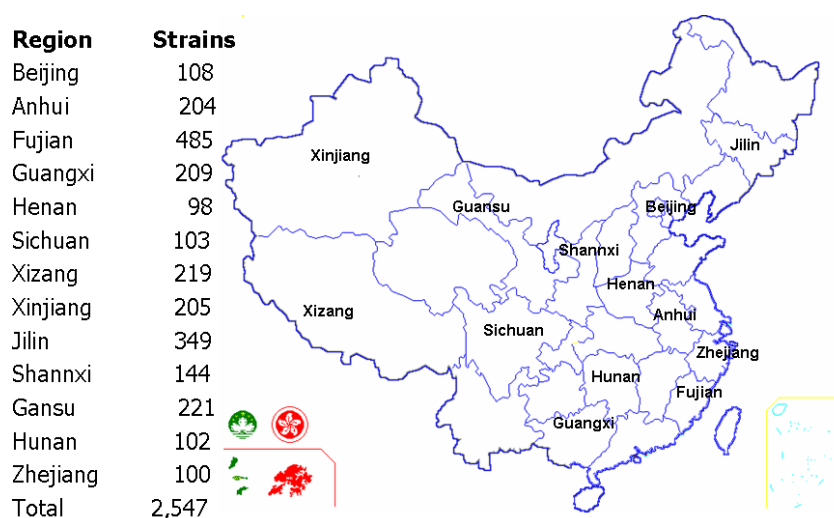 Region Strains
Beijing 108
Anhui 204
Fujian 485
Guangxi 209
Henan 98
Sichuan 103
Xizang 219
Xinjiang 205
Jilin 349
Shannxi 144
Gansu 221
Hunan 102
Zhejiang 100
Total 2,547
Jilin
Xinjiang
Guansu
Beijing
Shannxi
Henan
Xizang
Anhui
Sichuan
Zhejiang
Hunan
Fujian
Guangxi